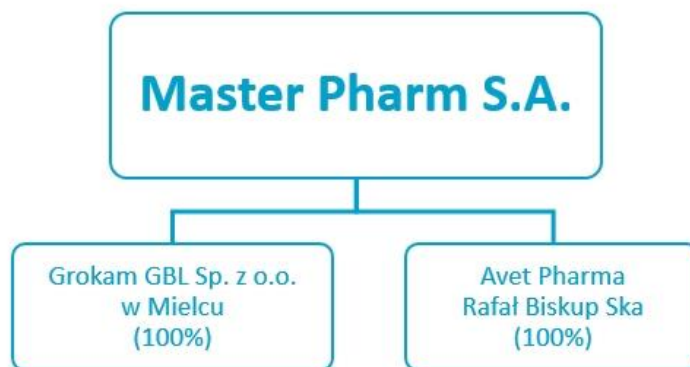 Master Pharm S.A.
Grokam GBL Sp. z o.o.
w Mielcu
(100%)
Avet Pharma
Rafał Biskup Ska
(100%)